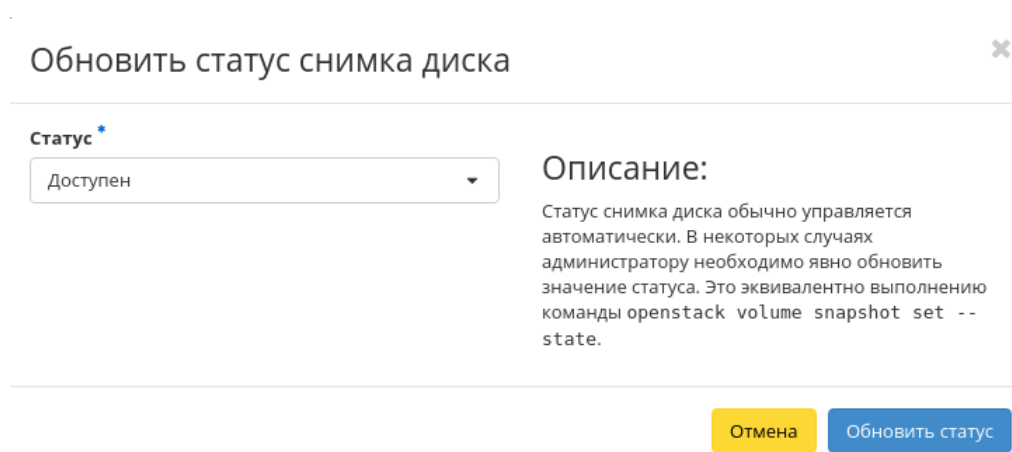 Обновить статус снимка диска
Статус *
Доступен
Описание:
Статус снимка диска обычно управляется
автоматически. В некоторых случаях
администратору необходимо явно обновить
значение статуса. Это эквивалентно выполнению
команды openstack volume snapshot set --
state.
Отмена
Обновить статус